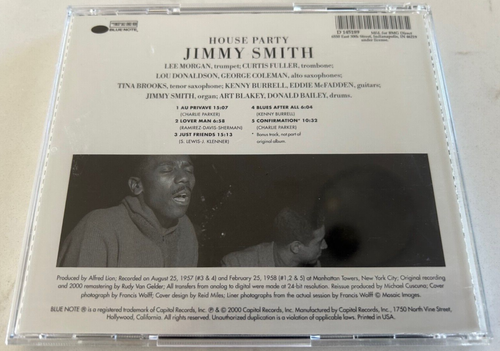 BLUE NOTE
HOUSE PARTY
JIMMY SMITH
LEE MORGAN, trumpet; CURTIS FULLER, trombone;
LOU DONALDSON, GEORGE COLEMAN, alto saxophones;
TINA BROOKS, tenor saxophone; KENNY BURRELL, EDDIE McFADDEN, guitars;
JIMMY SMITH, organ; ART BLAKEY, DONALD BAILEY, drums.
1 AU PRIVAVE 15:07
(CHARLIE PARKER)
2 LOVER MAN 6:58
(RAMIREZ-DAVIS-SHERMAN)
3 JUST FRIENDS 15:13
(S. LEWIS-J. KLENNER)
4 BLUES AFTER ALL 6:04
(KENNY BURRELL)
5 CONFIRMATION* 10:32
(CHARLIE PARKER)
* Bonus track, not part of
original album
Produced by Alfred Lion; Recorded on August 25, 1957 (#3 & 4) and February 25, 1958 (#1,2 & 5) at Manhattan Towers, New York City; Original recording
and 2000 remastering by Rudy Van Gelder; All transfers from analog to digital were made at 24-bit resolution. Reissue produced by Michael Cuscuna; Cover
photograph by Francis Wolff; Cover design by Reid Miles; Liner photographs from the actual session by Francis Wolff © Mosaic Images.
BLUE NOTE ® is a registered trademark of Capitol Records, Inc. ℗ & © 2000 Capitol Records, Inc. Manufactured by Capitol Records, Inc., 1750 North Vine Street,
Hollywood, California. All rights reserved. Unauthorized duplication is a violation of applicable laws. Printed in USA.